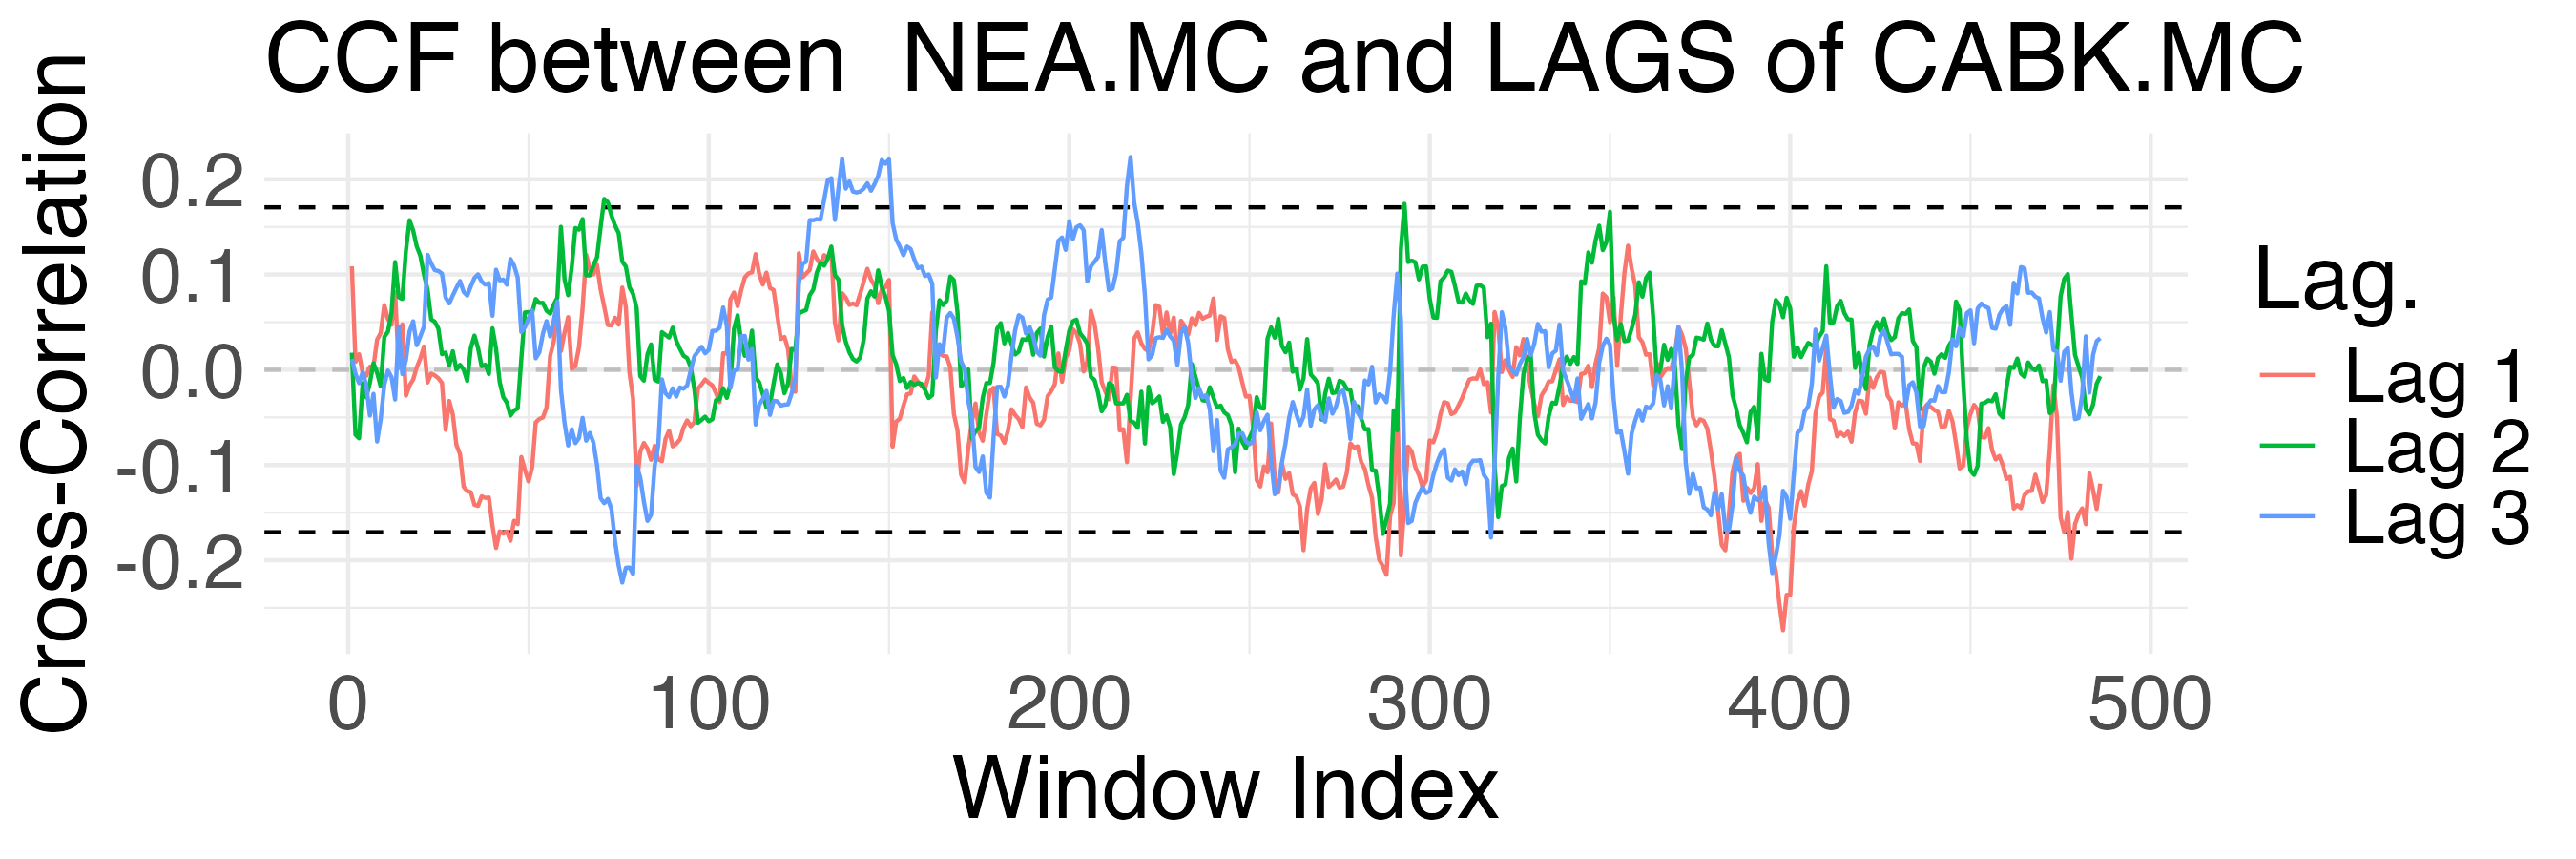 CCF between  NEA.MC and LAGS of CABK.MC
Cross-Correlation
0.2
0.1
0.0
-0.1
-0.2
0 100 200 300 400 500
Window Index
Lag.
Lag 1
Lag 2
Lag 3